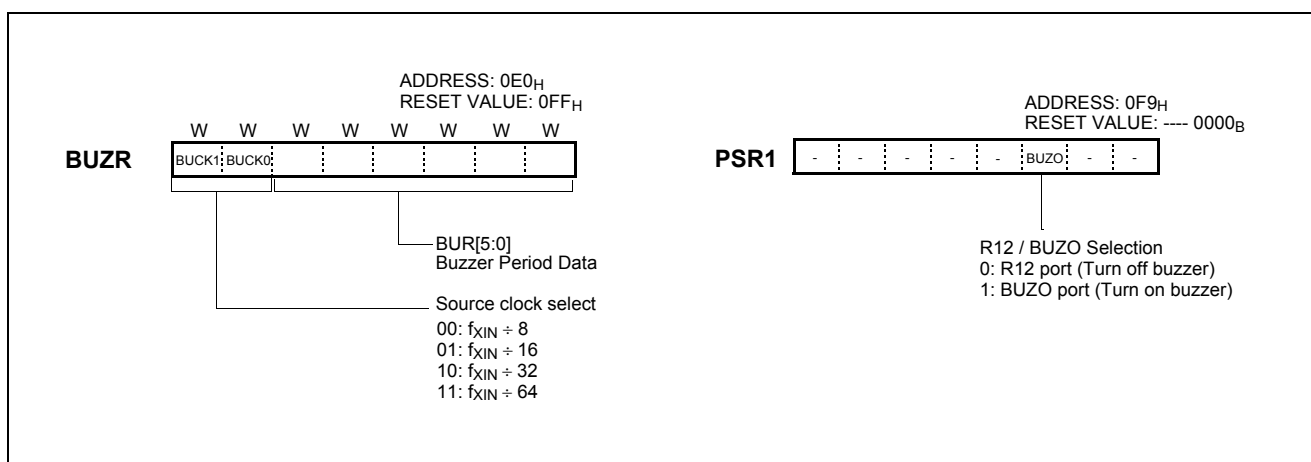 ADDRESS: 0E0H
RESET VALUE: 0FFH
W W W W W W W W
BUZR BUCK1 BUCK0
BUR[5:0]
Buzzer Period Data
Source clock select
00: fXIN ÷ 8
01: fXIN ÷ 16
10: fXIN ÷ 32
11: fXIN ÷ 64
ADDRESS: 0F9H
RESET VALUE: ---- 0000B
PSR1 - - - - - BUZO - -
R12 / BUZO Selection
0: R12 port (Turn off buzzer)
1: BUZO port (Turn on buzzer)